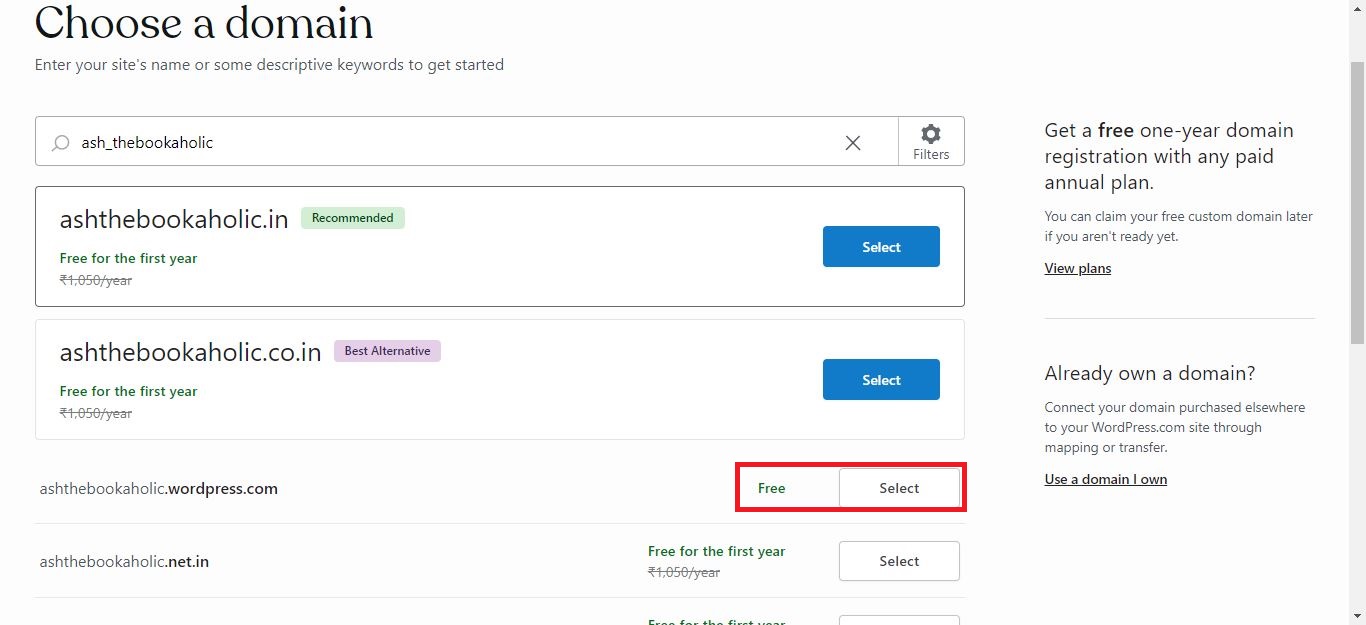 Choose a domain
Enter your site's name or some descriptive keywords to get started
ash_thebookaholic
Filters
ashthebookaholic.in Recommended
Free for the first year
₹1,050/year
Select
ashthebookaholic.co.in Best Alternative
Free for the first year
₹1,050/year
Select
ashthebookaholic.wordpress.com Free Select
ashthebookaholic.net.in
Free for the first year
₹1,050/year
Select
Free for the first year
Get a free one-year domain
registration with any paid
annual plan.
You can claim your free custom domain later
if you aren't ready yet.
View plans
Already own a domain?
Connect your domain purchased elsewhere
to your WordPress.com site through
mapping or transfer.
Use a domain I own